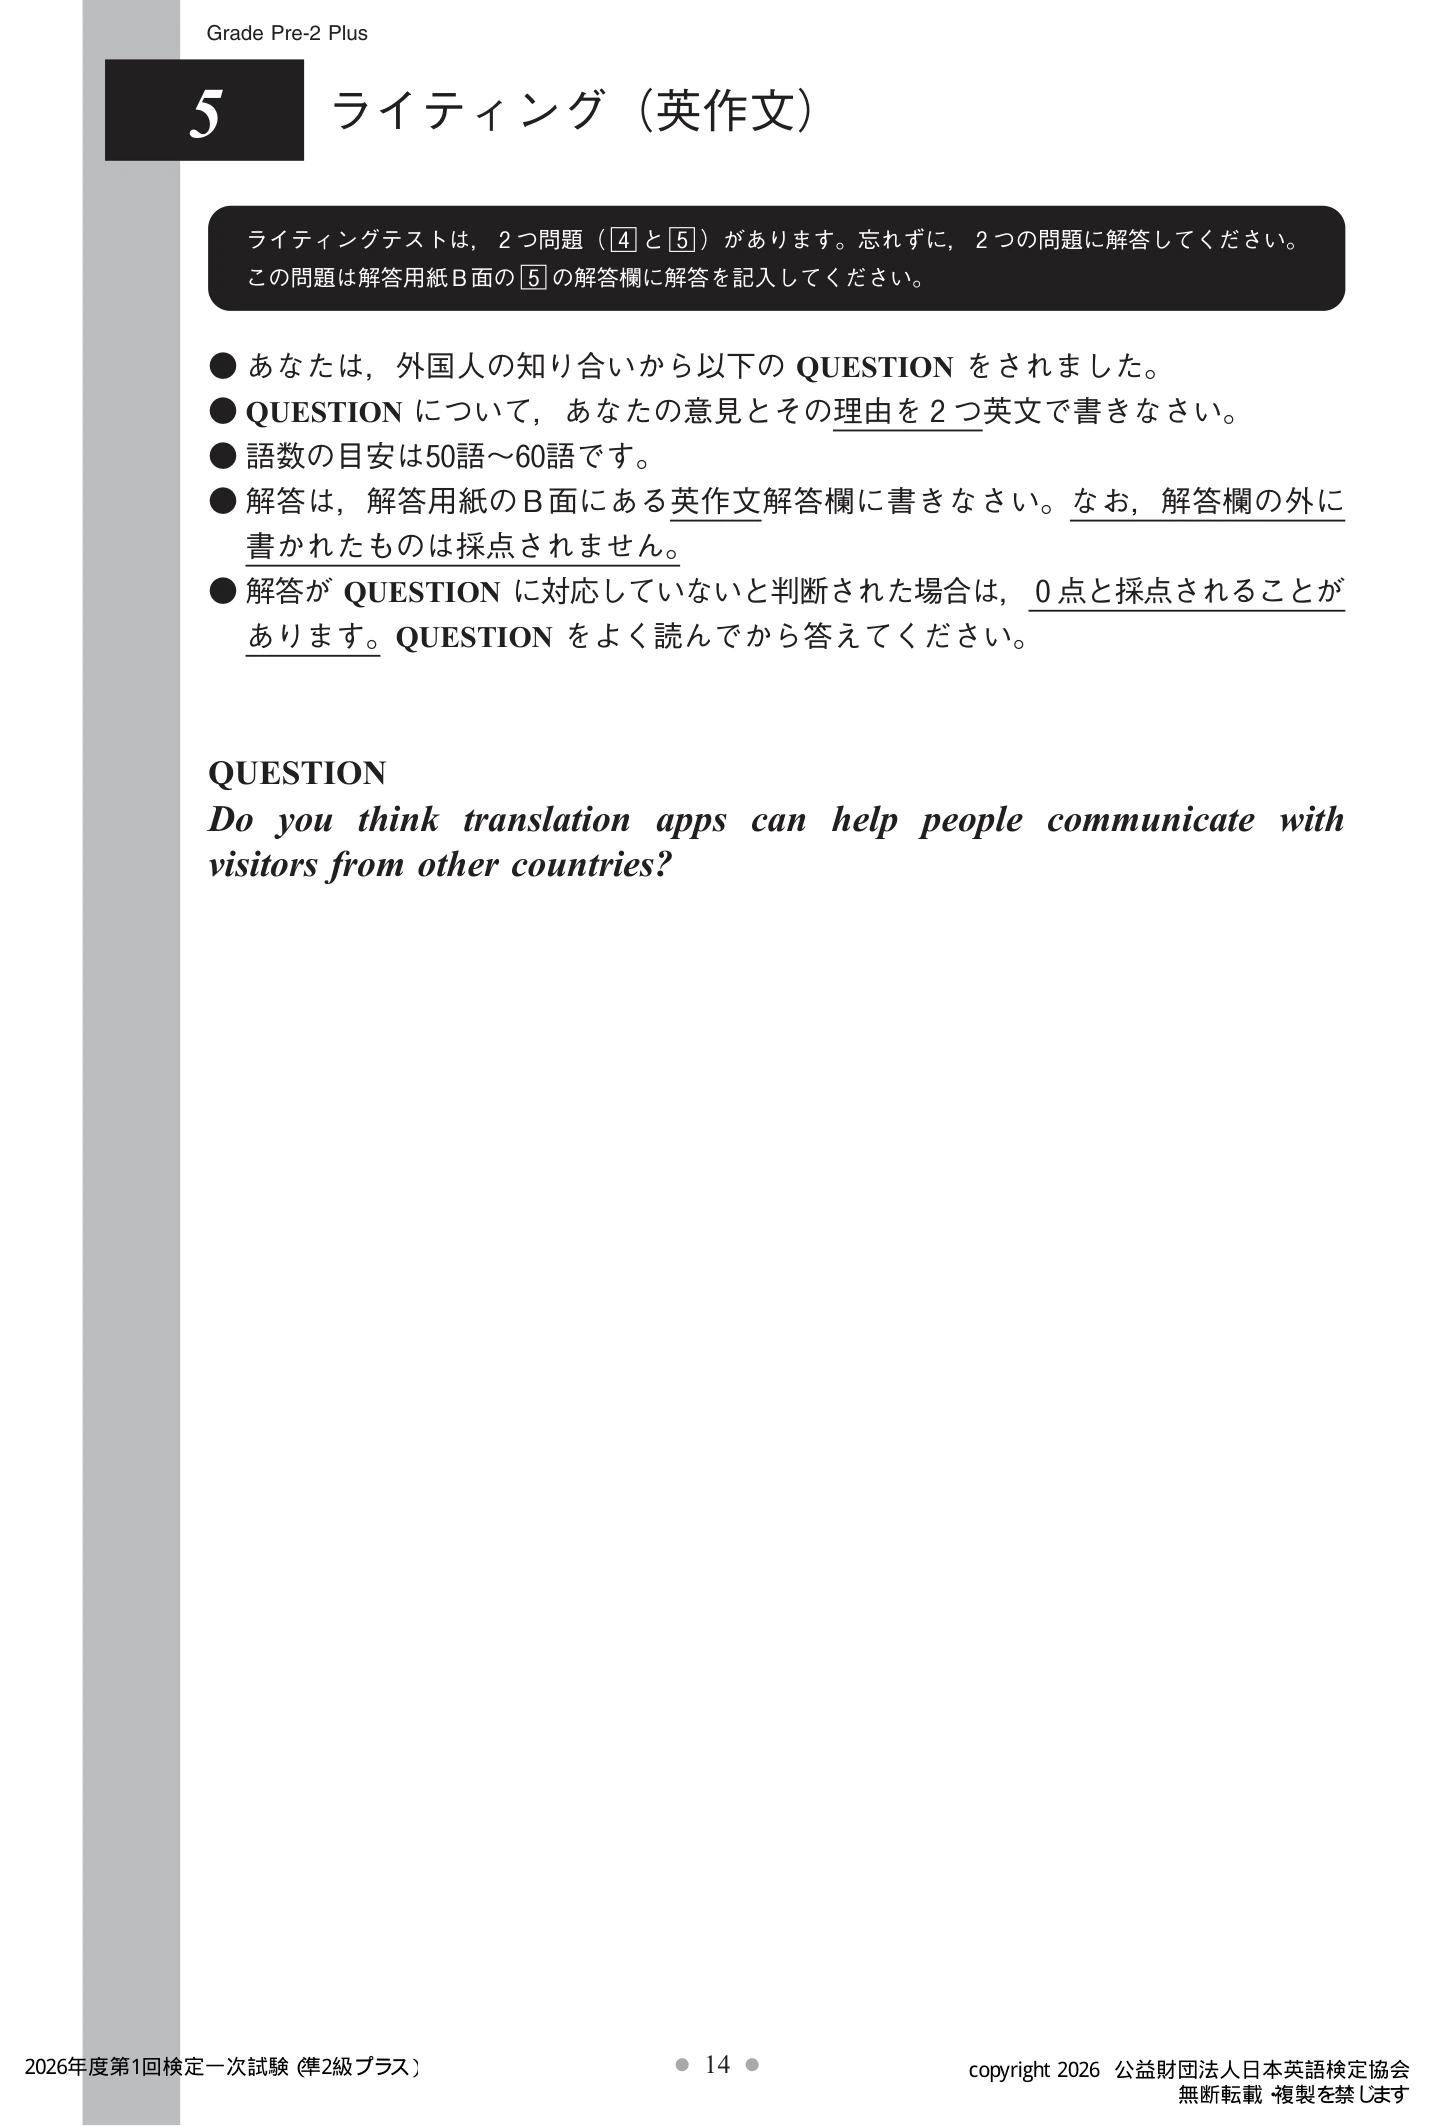 Grade Pre-2 Plus
5 ライティング（英作文）
ライティングテストは，２つ問題（4と5）があります。忘れずに，２つの問題に解答してください。
この問題は解答用紙Ｂ面の5の解答欄に解答を記入してください。
● あなたは，外国人の知り合いから以下の QUESTION をされました。
● QUESTION について，あなたの意見とその理由を２つ英文で書きなさい。
● 語数の目安は50語～60語です。
● 解答は，解答用紙のＢ面にある英作文解答欄に書きなさい。なお，解答欄の外に
書かれたものは採点されません。
● 解答が QUESTION に対応していないと判断された場合は，０点と採点されることが
あります。QUESTION をよく読んでから答えてください。
QUESTION
Do you think translation apps can help people communicate with
visitors from other countries?
2026年度第1回検定一次試験（準2級プラス）
● 14 ●
copyright 2026 公益財団法人日本英語検定協会
無断転載・複製を禁じます